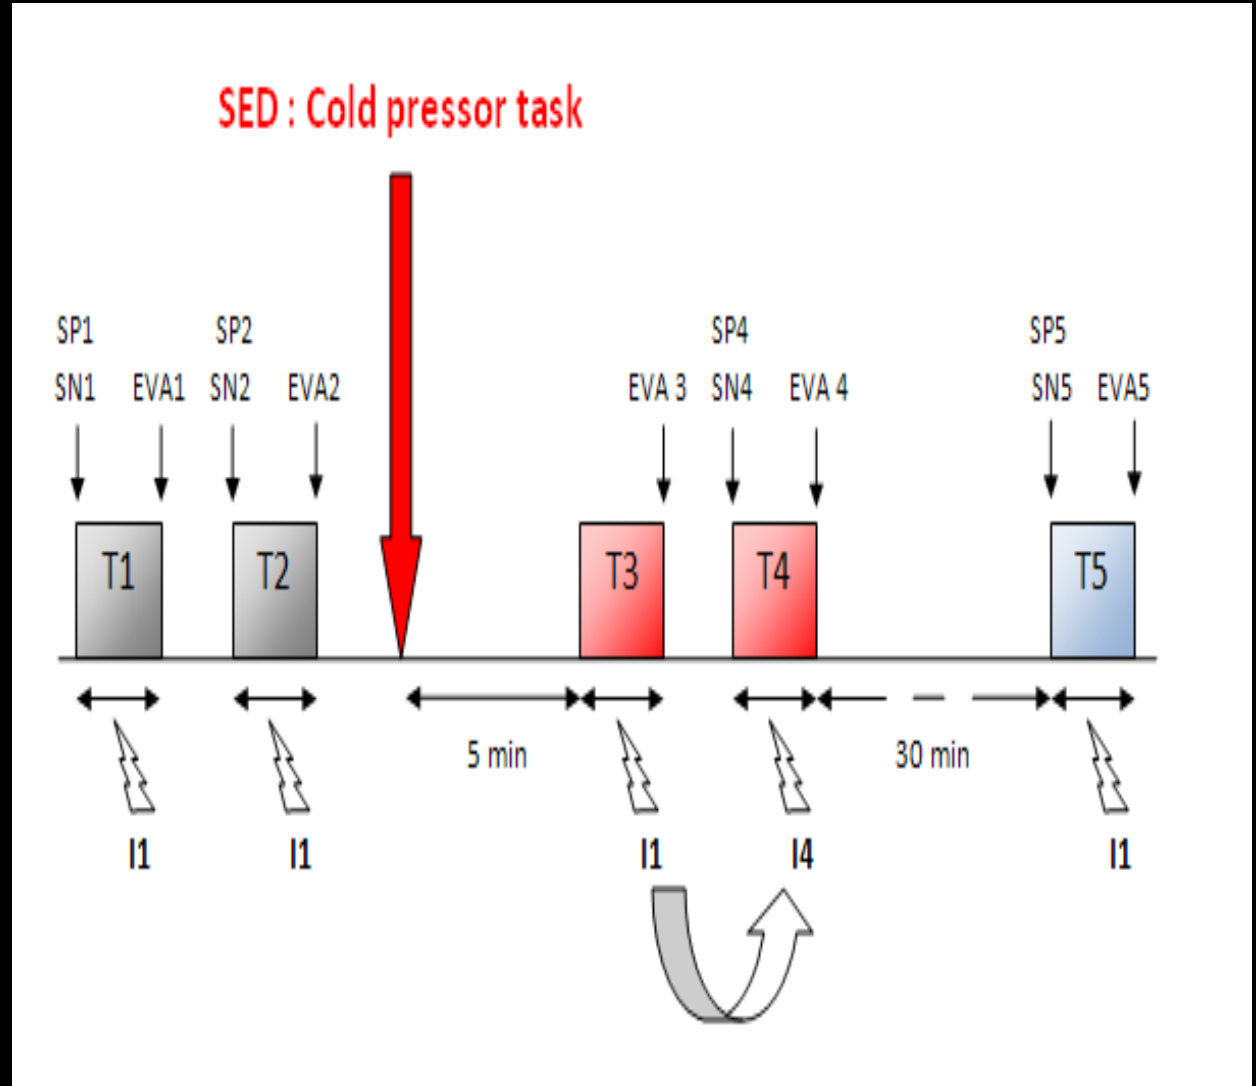 SED : Cold pressor task
SP1 SP2 SP4 SP5
SN1 EVA1 SN2 EVA2 EVA 3 SN4 EVA 4 SN5 EVA5
T1 T2 T3 T4 T5
5 min 30 min
I1 I1 I1 I4 I1